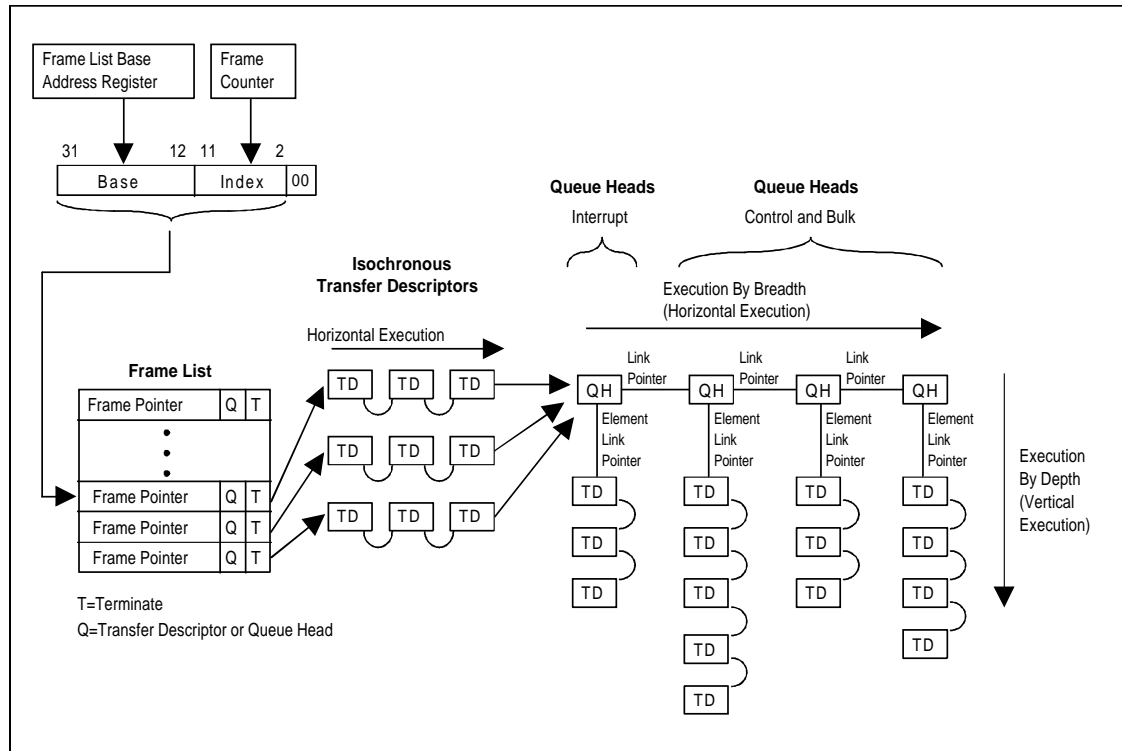 Frame List Base
Address Register
Frame
Counter
31 12 11 2
Base Index 00
Queue Heads
Interrupt
Queue Heads
Control and Bulk
Isochronous
Transfer Descriptors
Execution By Breadth
(Horizontal Execution)
Horizontal Execution
Frame List
Frame Pointer Q T
Frame Pointer Q T
Frame Pointer Q T
Frame Pointer Q T
T=Terminate
Q=Transfer Descriptor or Queue Head
TD TD TD
TD TD TD
TD TD TD
Link
Pointer
Link
Pointer
Link
Pointer
QH QH QH QH
Element
Link
Pointer
Element
Link
Pointer
Element
Link
Pointer
Element
Link
Pointer
TD TD TD TD
TD TD TD TD
TD TD TD TD
TD TD
TD
Execution
By Depth
(Vertical
Execution)